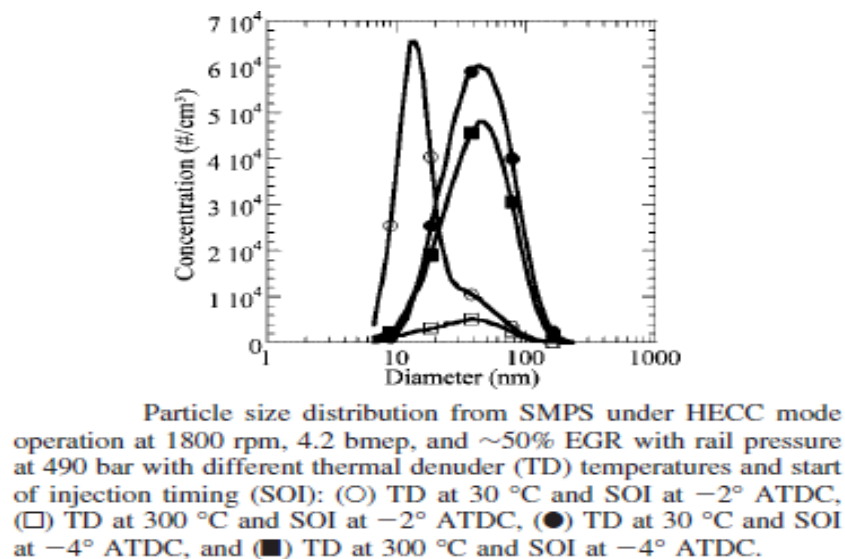 7 10⁴
6 10⁴
5 10⁴
4 10⁴
3 10⁴
2 10⁴
1 10⁴
0
Concentration (#/cm³)
1 10 100 1000
Diameter (nm)
Particle size distribution from SMPS under HECC mode
operation at 1800 rpm, 4.2 bmep, and ~50% EGR with rail pressure
at 490 bar with different thermal denuder (TD) temperatures and start
of injection timing (SOI): (○) TD at 30 °C and SOI at −2° ATDC,
(□) TD at 300 °C and SOI at −2° ATDC, (●) TD at 30 °C and SOI
at −4° ATDC, and (■) TD at 300 °C and SOI at −4° ATDC.